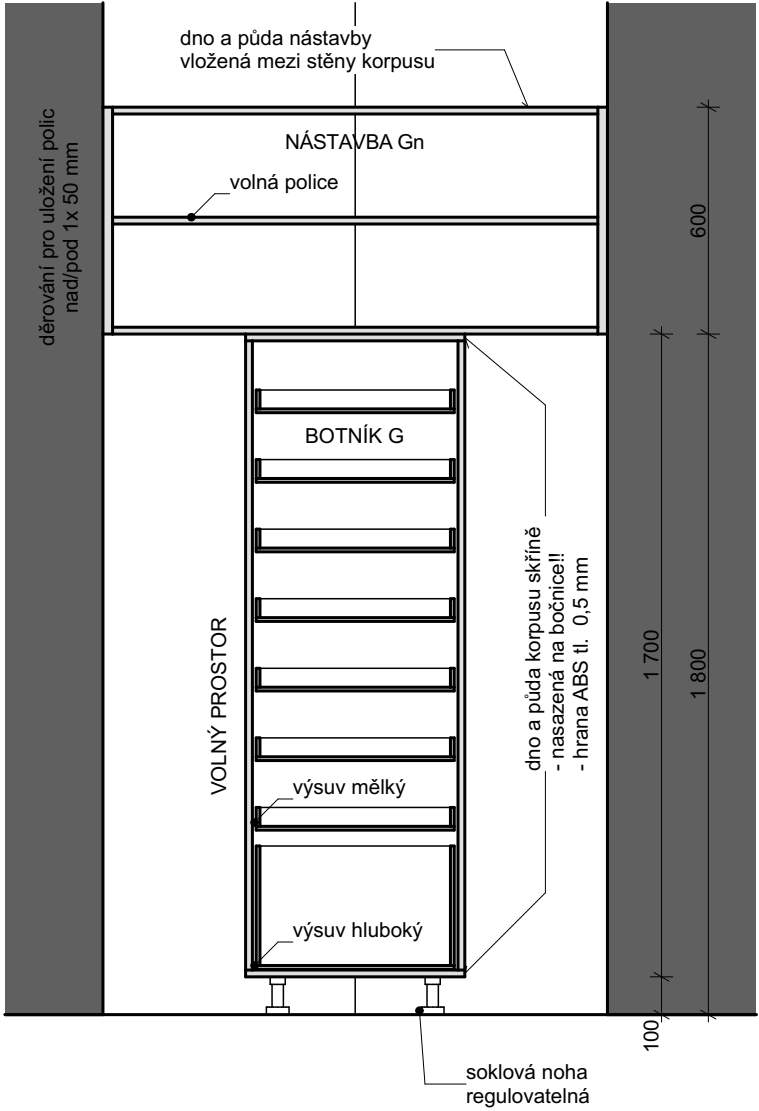 dno a půda nástavby
vložená mezi stěny korpusu
děrování pro uložení polic
nad/pod 1x 50 mm
NÁSTAVBA Gn
volná police
600
BOTNÍK G
VOLNÝ PROSTOR
dno a půda korpusu skříně
- nasazená na bočnice!!
- hrana ABS tl. 0,5 mm
1 700
1 800
výsuv mělký
výsuv hluboký
100
soklová noha
regulovatelná